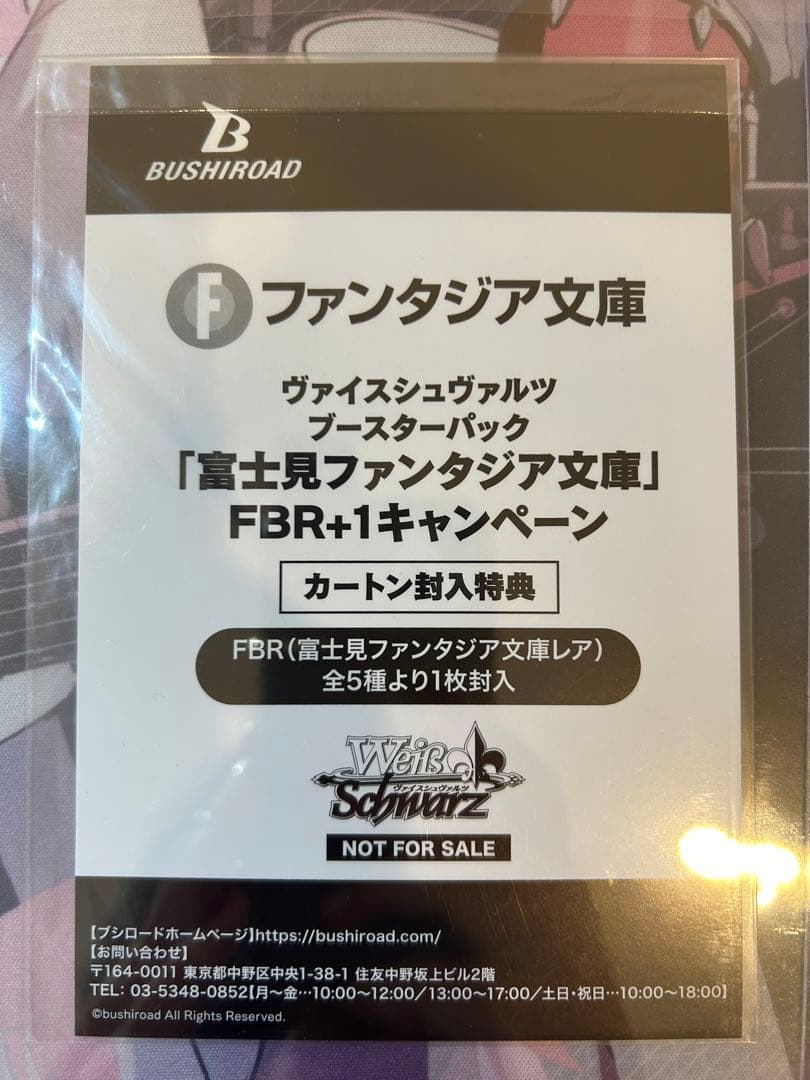 BUSHIROAD
F ファンタジア文庫
ヴァイスシュヴァルツ
ブースターパック
「富士見ファンタジア文庫」
FBR+1キャンペーン
カートン封入特典
FBR（富士見ファンタジア文庫レア）
全5種より1枚封入
Weiß
ヴァイスシュヴァルツ
Schwarz
NOT FOR SALE
【ブシロードホームページ】https://bushiroad.com/
【お問い合わせ】
〒164-0011 東京都中野区中央1-38-1 住友中野坂上ビル2階
TEL： 03-5348-0852【月～金…10:00～12:00／13:00～17:00／土日・祝日…10:00～18:00】
©bushiroad All Rights Reserved.